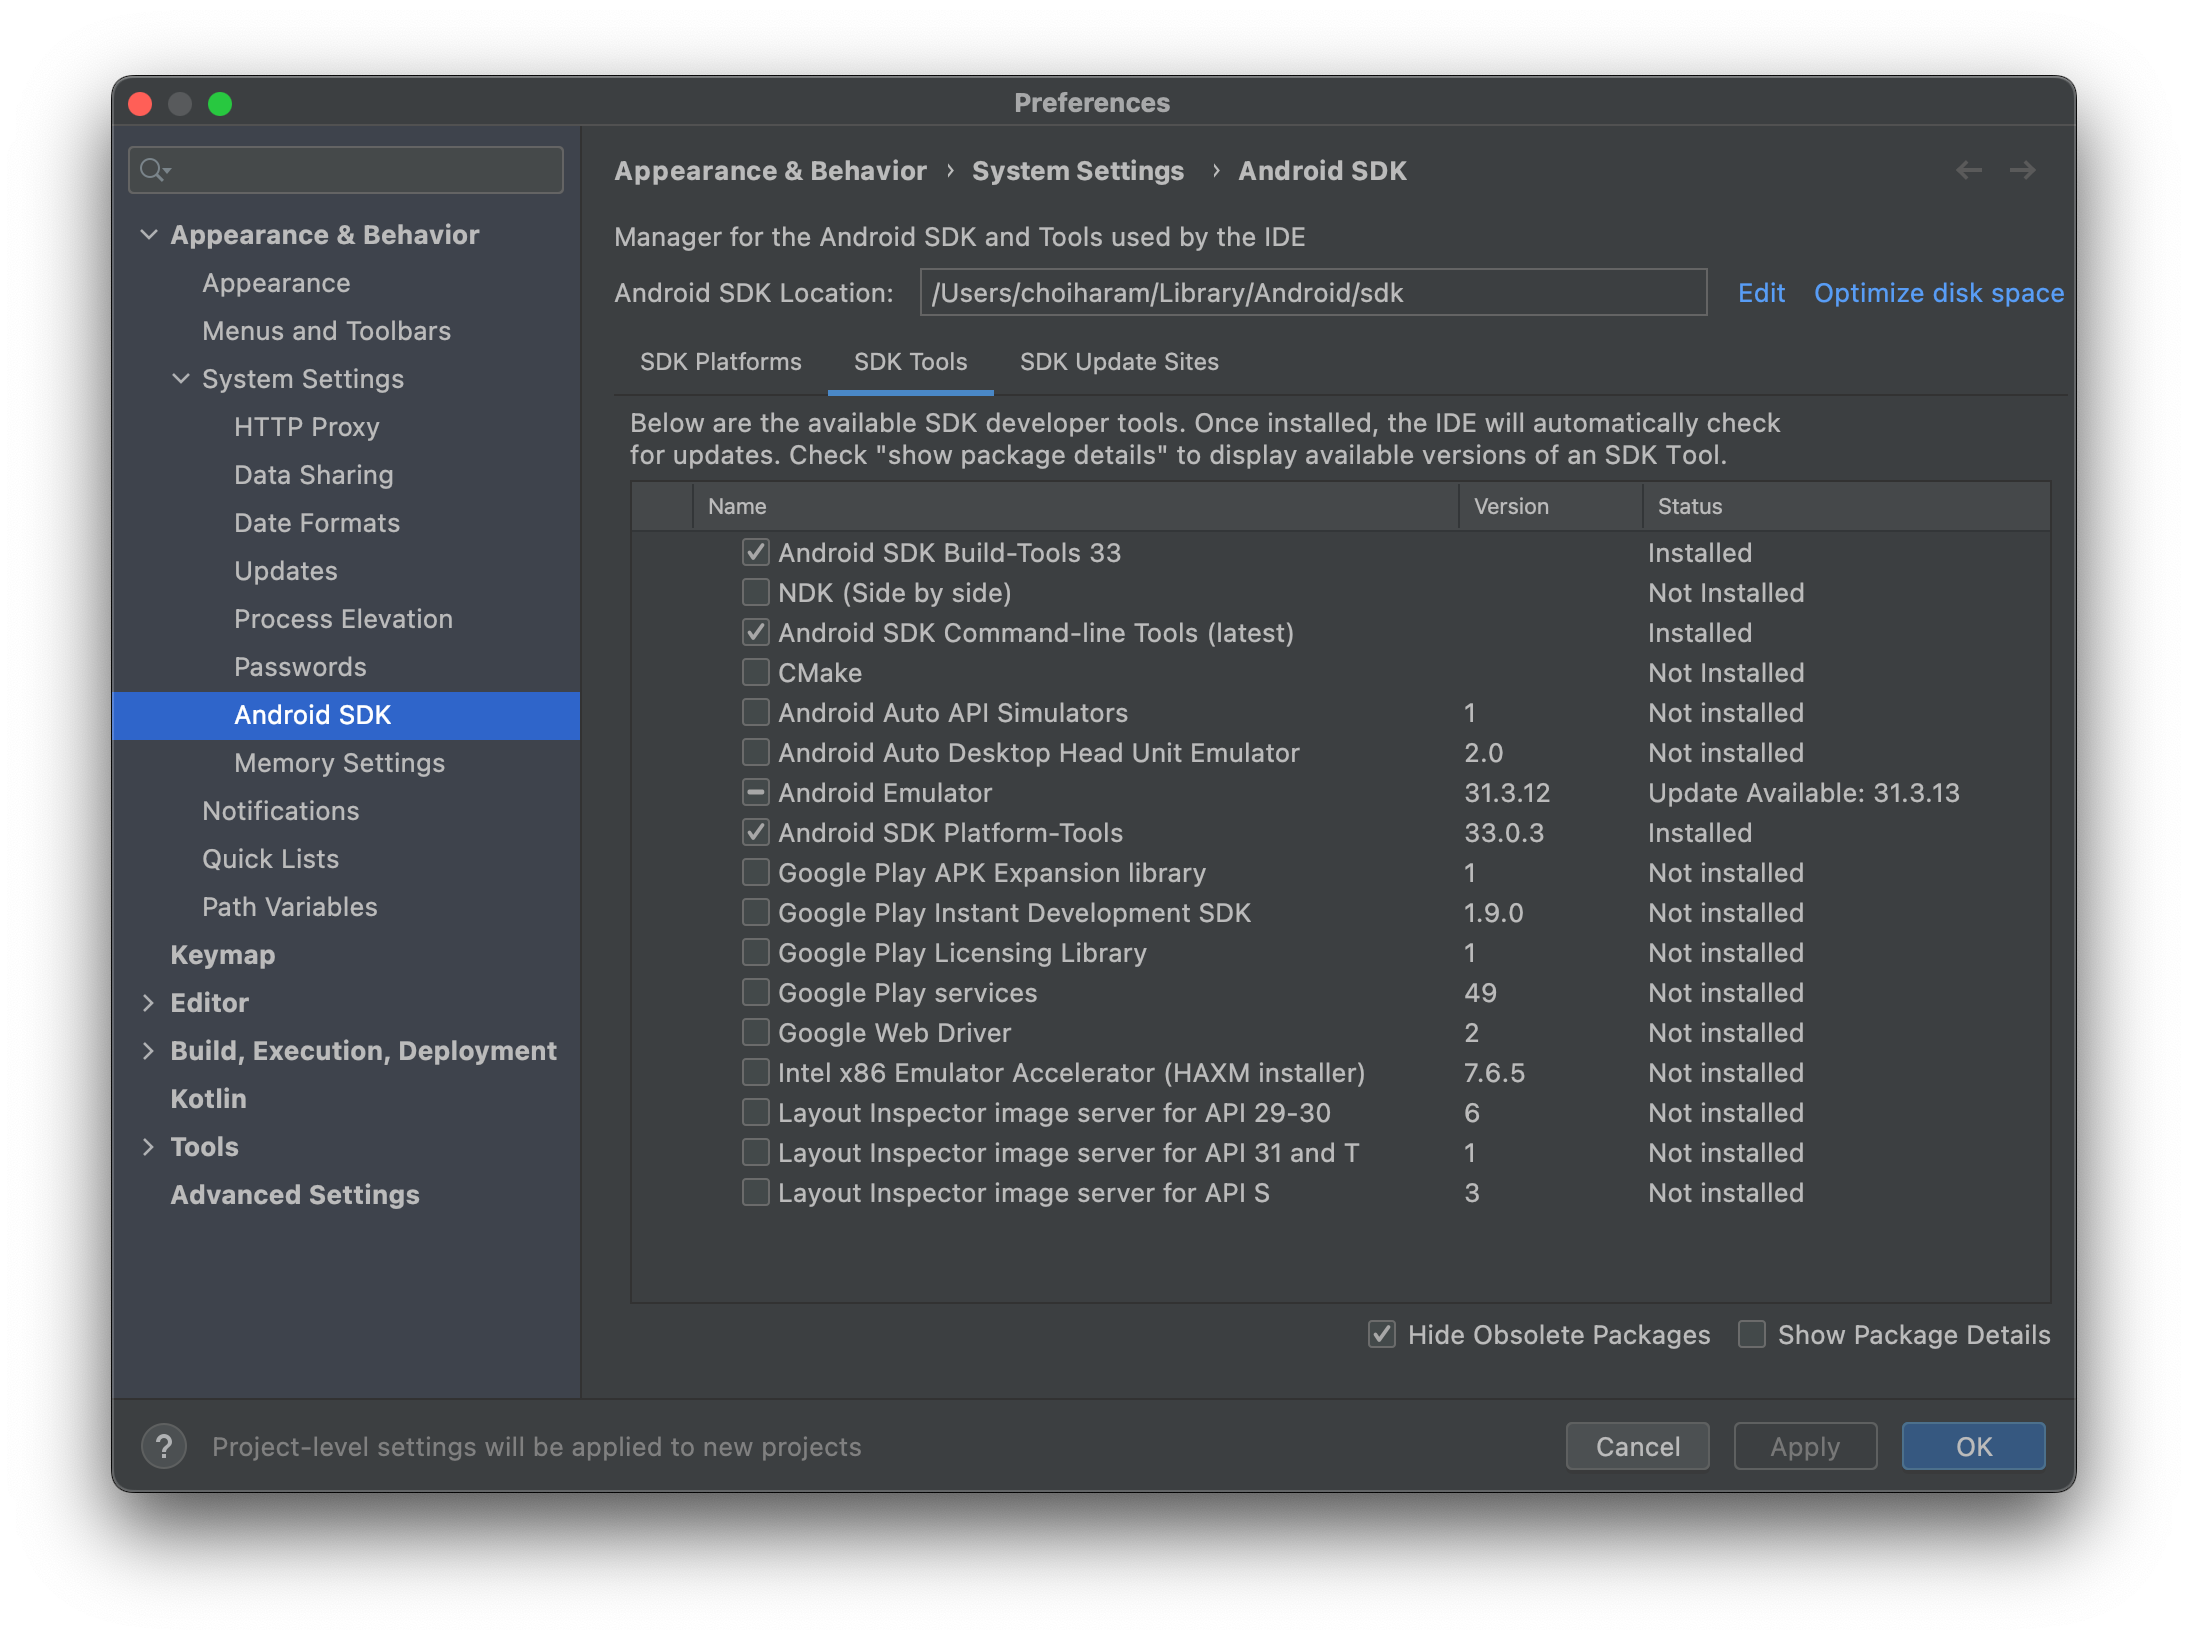 Preferences
Appearance & Behavior
Appearance
Menus and Toolbars
System Settings
HTTP Proxy
Data Sharing
Date Formats
Updates
Process Elevation
Passwords
Android SDK
Memory Settings
Notifications
Quick Lists
Path Variables
Keymap
Editor
Build, Execution, Deployment
Kotlin
Tools
Advanced Settings
Appearance & Behavior › System Settings › Android SDK
Manager for the Android SDK and Tools used by the IDE
Android SDK Location: /Users/choiharam/Library/Android/sdk Edit Optimize disk space
SDK Platforms SDK Tools SDK Update Sites
Below are the available SDK developer tools. Once installed, the IDE will automatically check
for updates. Check "show package details" to display available versions of an SDK Tool.
Name Version Status
Android SDK Build-Tools 33 Installed
NDK (Side by side) Not Installed
Android SDK Command-line Tools (latest) Installed
CMake Not Installed
Android Auto API Simulators 1 Not installed
Android Auto Desktop Head Unit Emulator 2.0 Not installed
Android Emulator 31.3.12 Update Available: 31.3.13
Android SDK Platform-Tools 33.0.3 Installed
Google Play APK Expansion library 1 Not installed
Google Play Instant Development SDK 1.9.0 Not installed
Google Play Licensing Library 1 Not installed
Google Play services 49 Not installed
Google Web Driver 2 Not installed
Intel x86 Emulator Accelerator (HAXM installer) 7.6.5 Not installed
Layout Inspector image server for API 29-30 6 Not installed
Layout Inspector image server for API 31 and T 1 Not installed
Layout Inspector image server for API S 3 Not installed
Hide Obsolete Packages Show Package Details
? Project-level settings will be applied to new projects
Cancel Apply OK